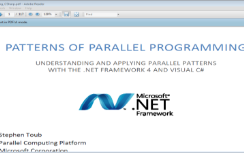 PATTERNS OF PARALLEL PROGRAMMING
UNDERSTANDING AND APPLYING PARALLEL PATTERNS
WITH THE .NET FRAMEWORK 4 AND VISUAL C#
Microsoft
.NET
Framework
Stephen Toub
Parallel Computing Platform
Microsoft Corporation